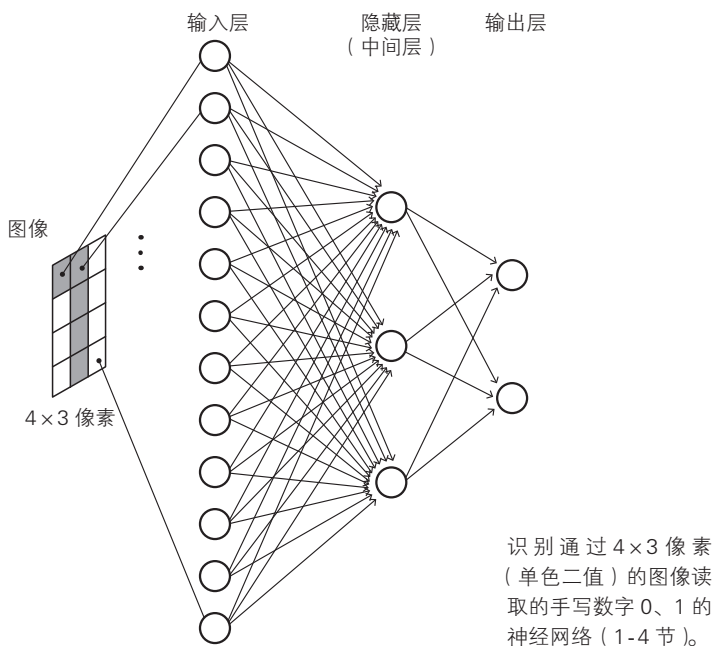 输入层
隐藏层
（中间层）
输出层
图像
4×3 像素
识别通过 4×3 像素
（单色二值）的图像读
取的手写数字 0、1 的
神经网络（1-4 节）。